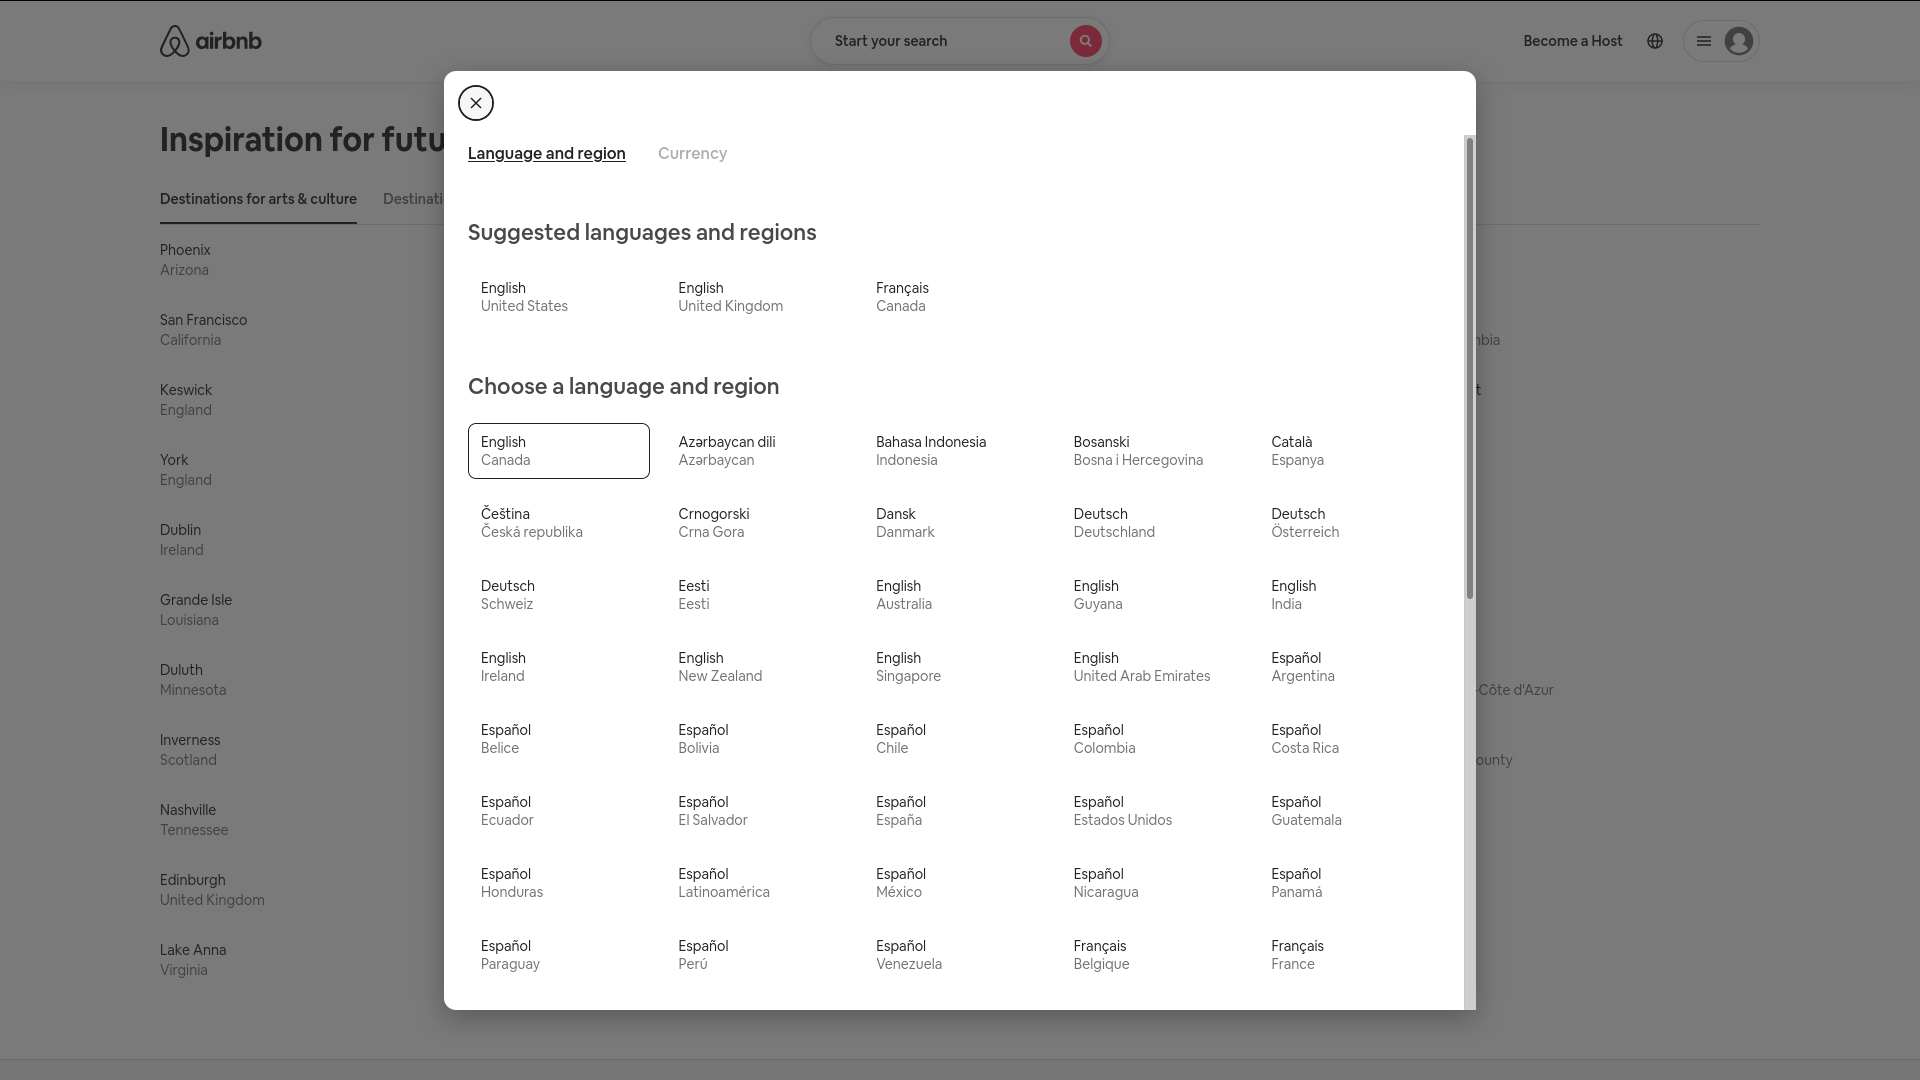 airbnb
Start your search
Become a Host
Inspiration for futu
Destinations for arts & culture
Destinati
Phoenix
Arizona
San Francisco
California
Keswick
England
York
England
Dublin
Ireland
Grande Isle
Louisiana
Duluth
Minnesota
Inverness
Scotland
Nashville
Tennessee
Edinburgh
United Kingdom
Lake Anna
Virginia
Language and region
Currency
Suggested languages and regions
English
United States
English
United Kingdom
Français
Canada
Choose a language and region
English
Canada
Azərbaycan dili
Azərbaycan
Bahasa Indonesia
Indonesia
Bosanski
Bosna i Hercegovina
Català
Espanya
Čeština
Česká republika
Crnogorski
Crna Gora
Dansk
Danmark
Deutsch
Deutschland
Deutsch
Österreich
Deutsch
Schweiz
Eesti
Eesti
English
Australia
English
Guyana
English
India
English
Ireland
English
New Zealand
English
Singapore
English
United Arab Emirates
Español
Argentina
Español
Belice
Español
Bolivia
Español
Chile
Español
Colombia
Español
Costa Rica
Español
Ecuador
Español
El Salvador
Español
España
Español
Estados Unidos
Español
Guatemala
Español
Honduras
Español
Latinoamérica
Español
México
Español
Nicaragua
Español
Panamá
Español
Paraguay
Español
Perú
Español
Venezuela
Français
Belgique
Français
France
nbia
t
-Côte d'Azur
ounty